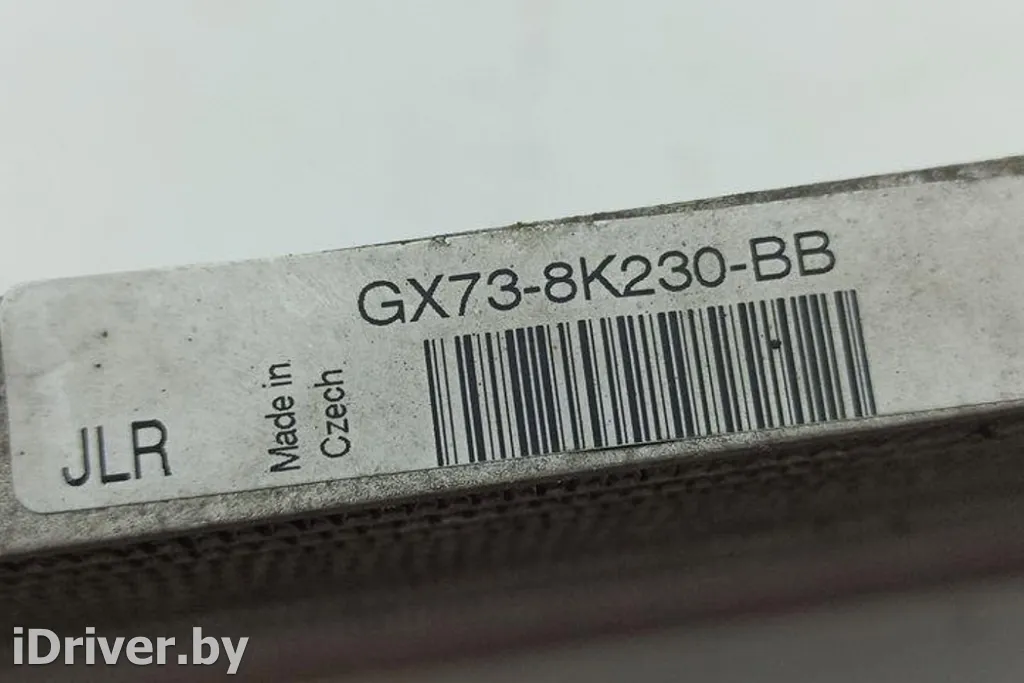 GX73-8K230-BB
Made in
Czech
JLR
iDriver.by